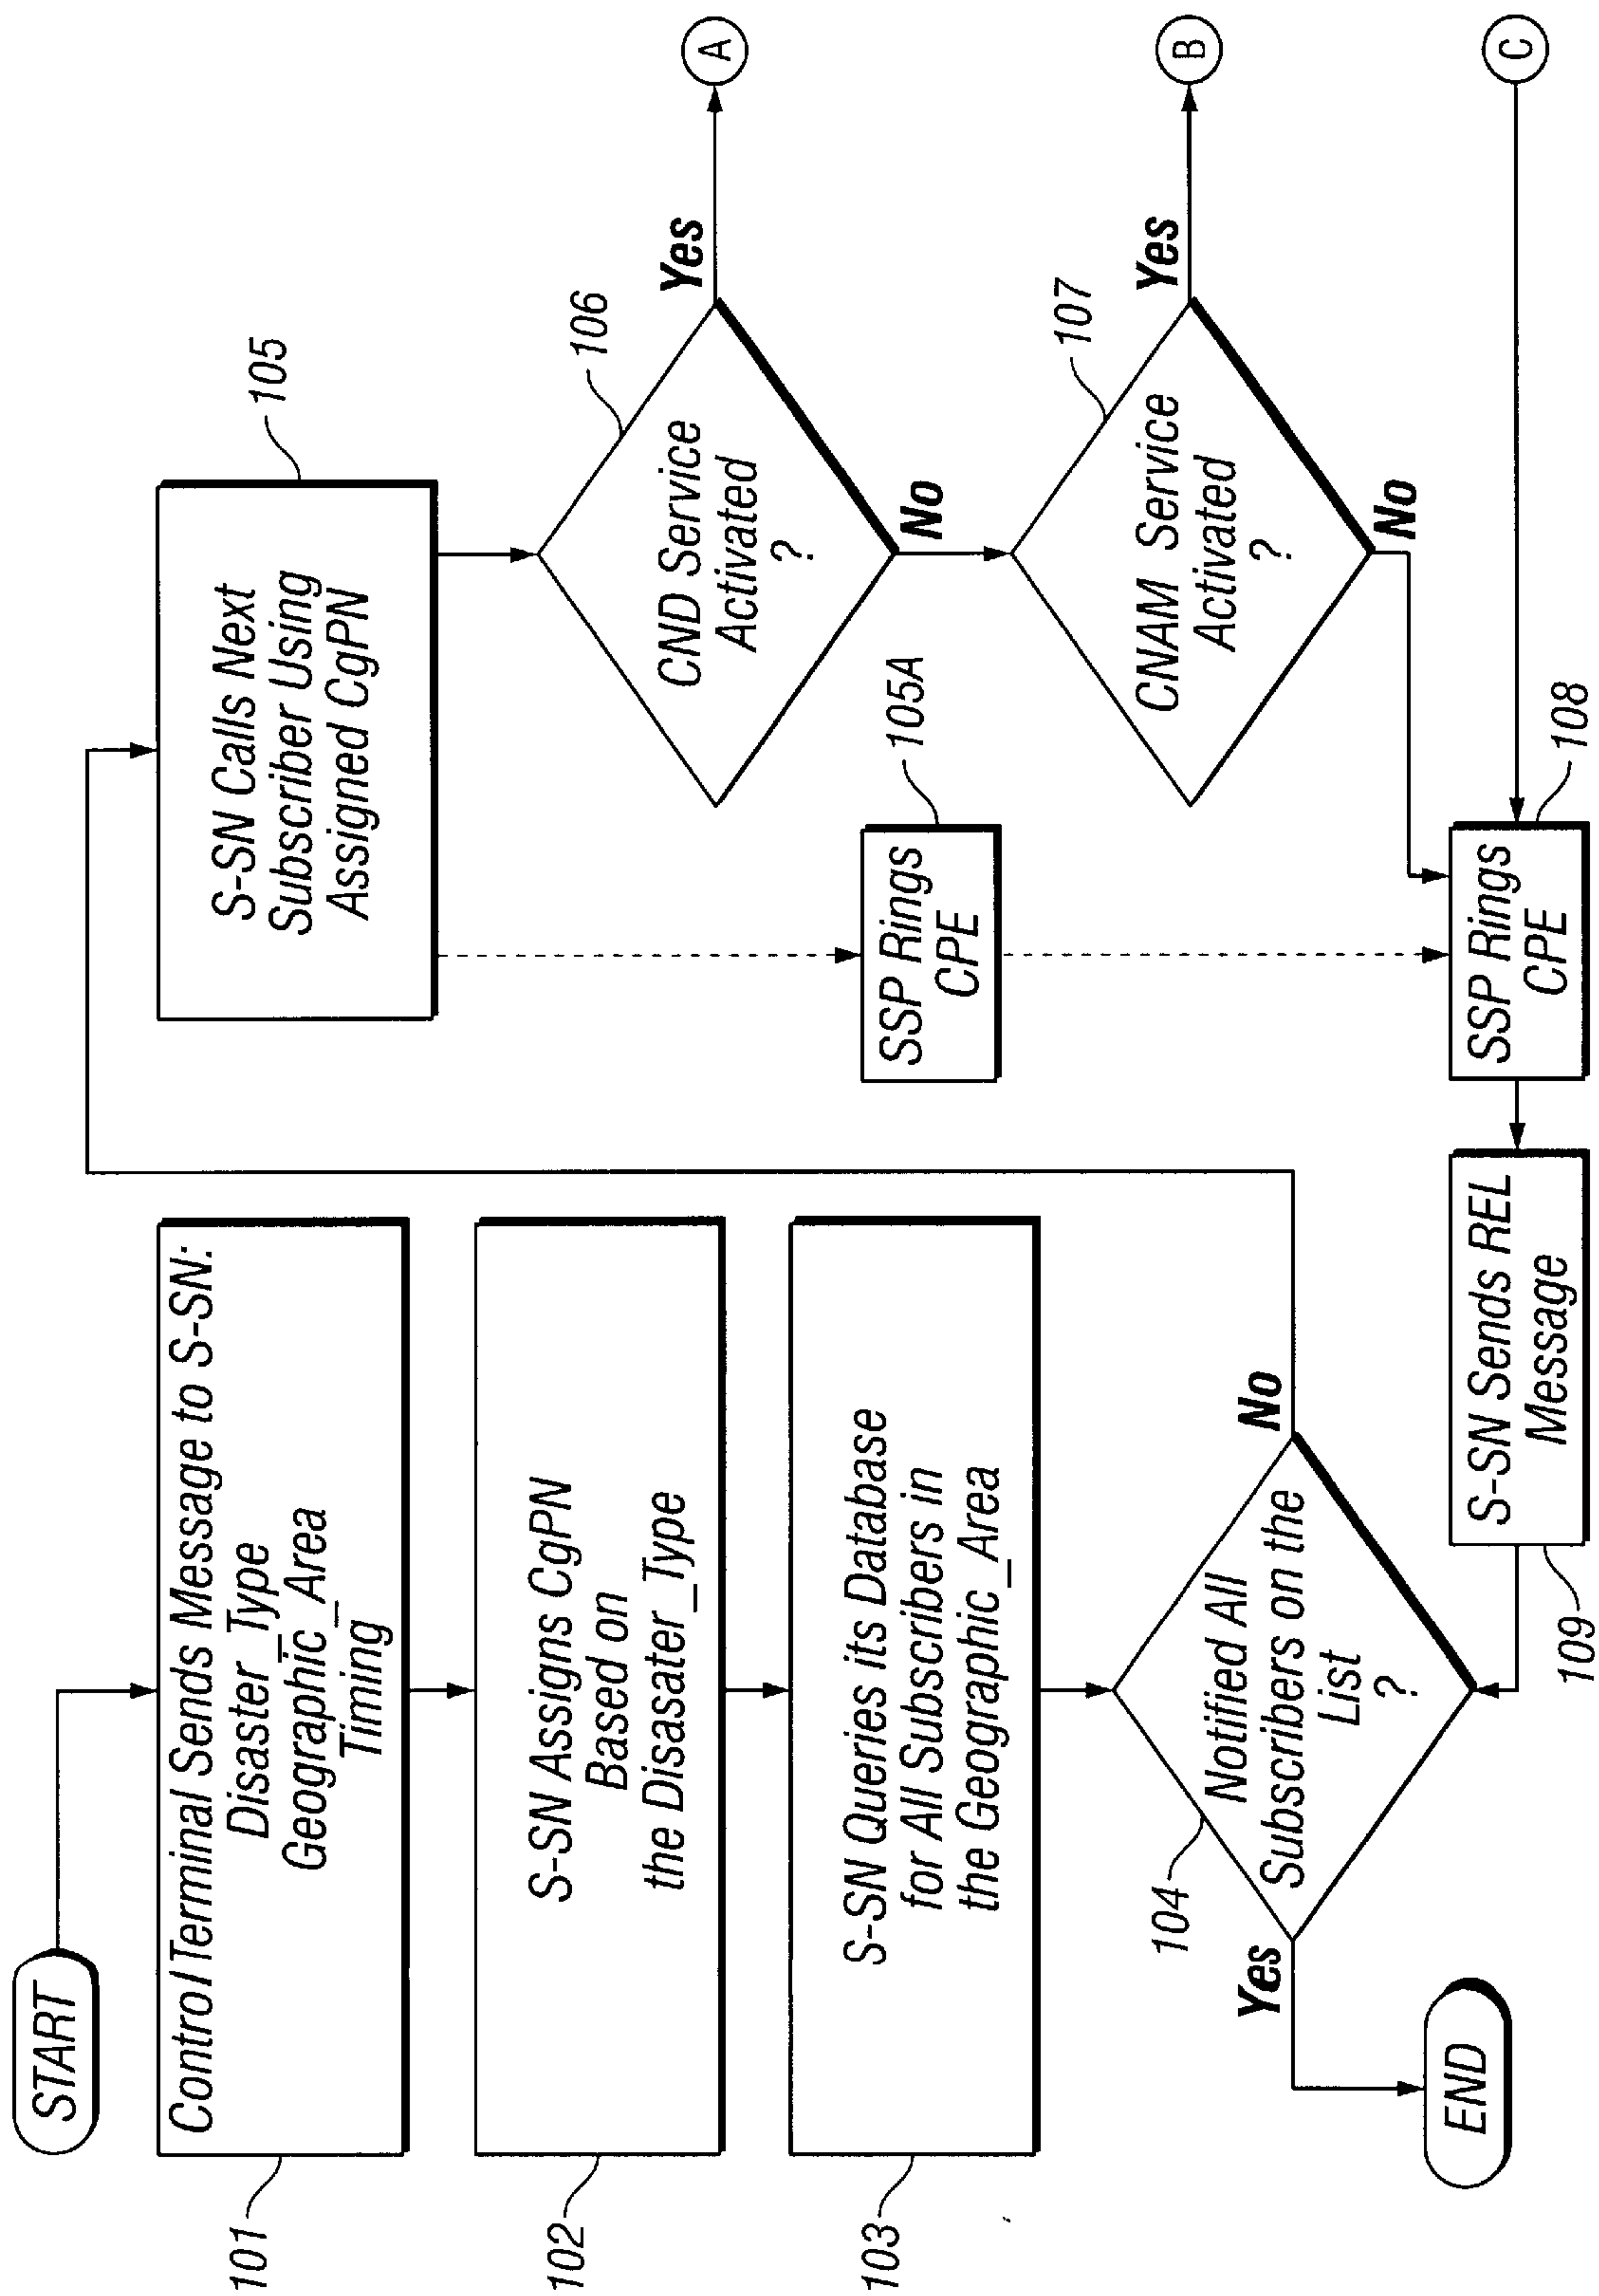 START
101
Control Terminal Sends Message to S-SN:
Disaster_Type
Geographic_Area
Timing
102
S-SN Assigns CgPN
Based on
the Disasater_Type
103
S-SN Queries its Database
for All Subscribers in
the Geographic_Area
104
Notified All
Subscribers on the
List
?
Yes
No
END
105
S-SN Calls Next
Subscriber Using
Assigned CgPN
106
CND Service
Activated
?
Yes
A
No
105A
SSP Rings
CPE
107
CNAM Service
Activated
?
Yes
B
No
108
SSP Rings
CPE
C
109
S-SN Sends REL
Message